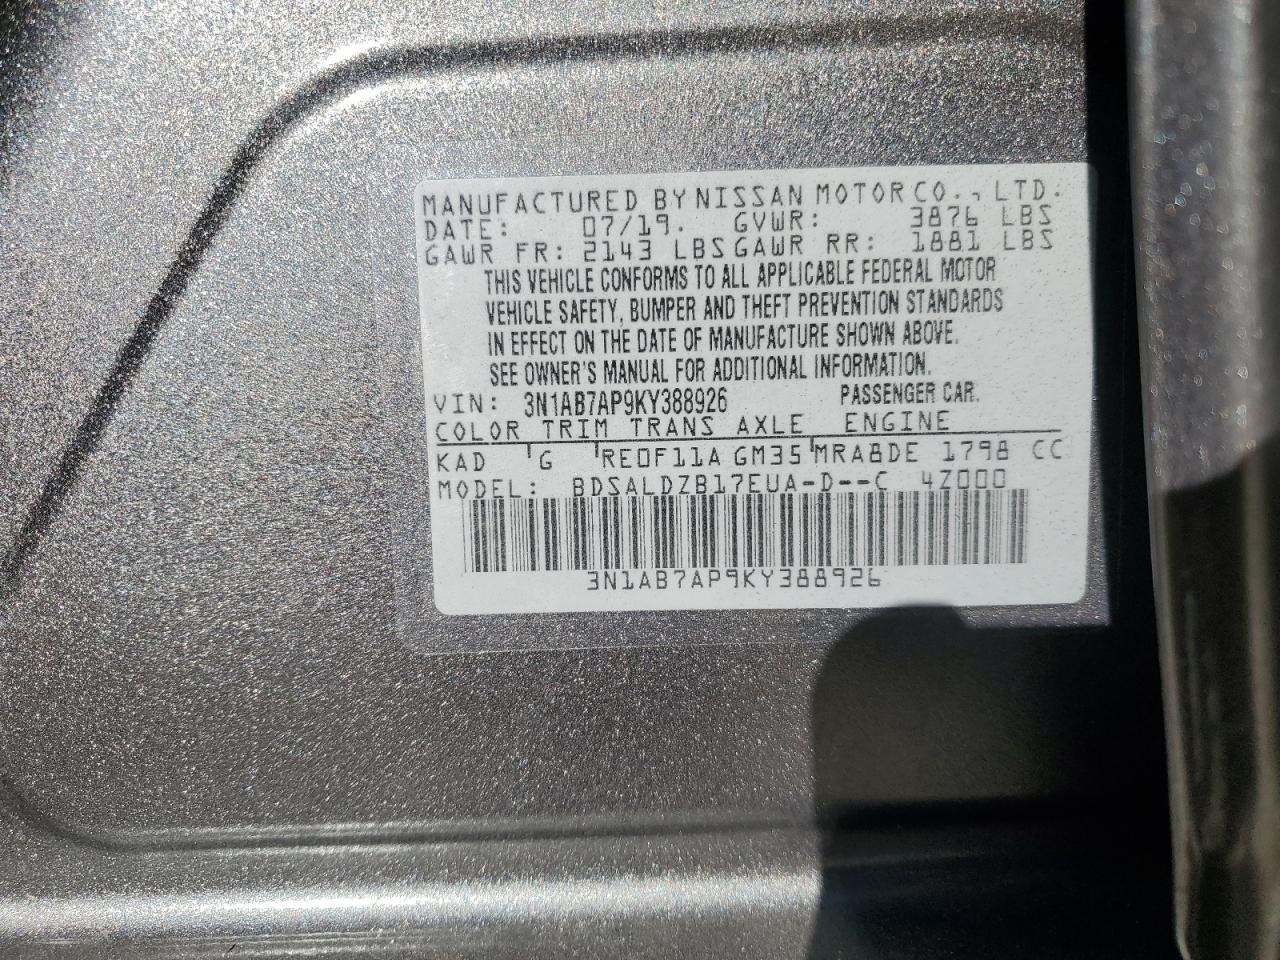 MANUFACTURED BY NISSAN MOTOR CO., LTD.
DATE: 07/19. GVWR: 3876 LBS
GAWR FR: 2143 LBS GAWR RR: 1881 LBS
THIS VEHICLE CONFORMS TO ALL APPLICABLE FEDERAL MOTOR
VEHICLE SAFETY, BUMPER AND THEFT PREVENTION STANDARDS
IN EFFECT ON THE DATE OF MANUFACTURE SHOWN ABOVE.
SEE OWNER'S MANUAL FOR ADDITIONAL INFORMATION.
VIN: 3N1AB7AP9KY388926 PASSENGER CAR.
COLOR TRIM TRANS AXLE ENGINE
KAD G RE0F11A GM35 MRA8DE 1798 CC
MODEL: BDSALDZB17EUA-D--C 4Z000
3N1AB7AP9KY388926